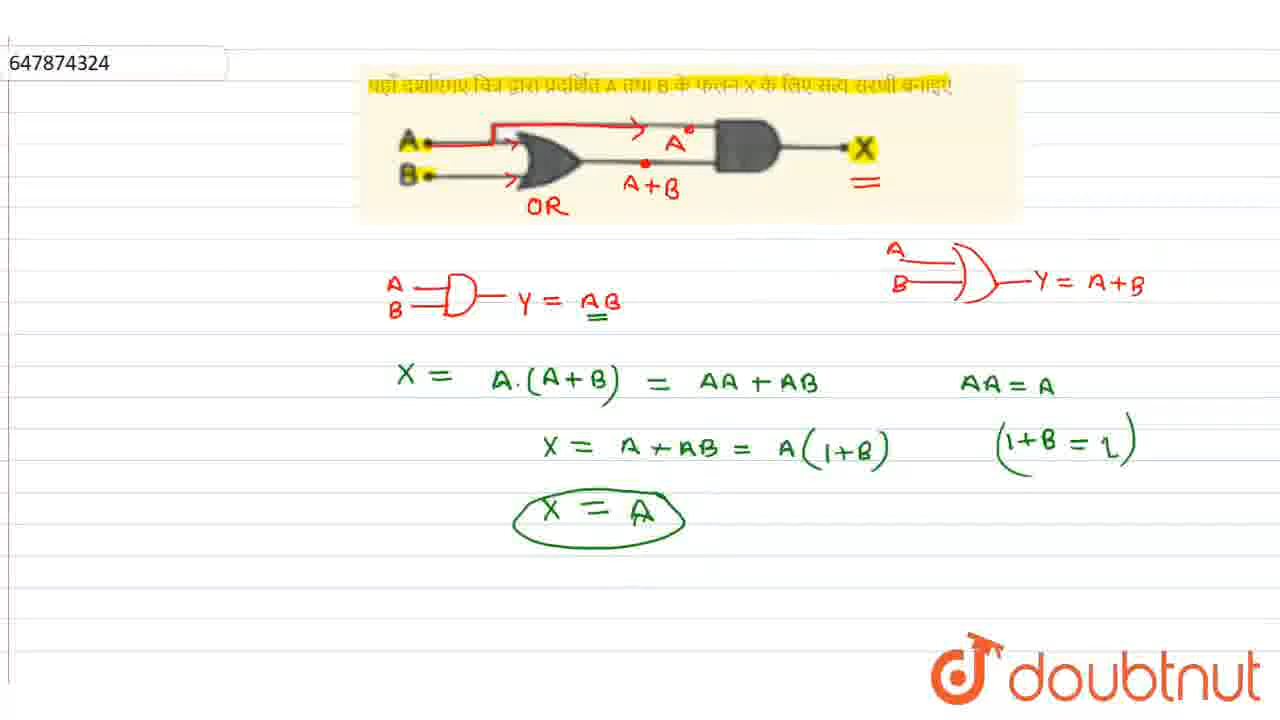 647874324
यहाँ दर्शाएगए चित्र द्वारा प्रदर्शित A तथा B के फलन X के लिए सत्य सारणी बनाइए
A A X
B A+B
OR
A B Y = AB
A B Y = A+B
X = A.(A+B) = AA + AB AA = A
X = A + AB = A(1+B) (1+B = 1)
X = A
doubtnut